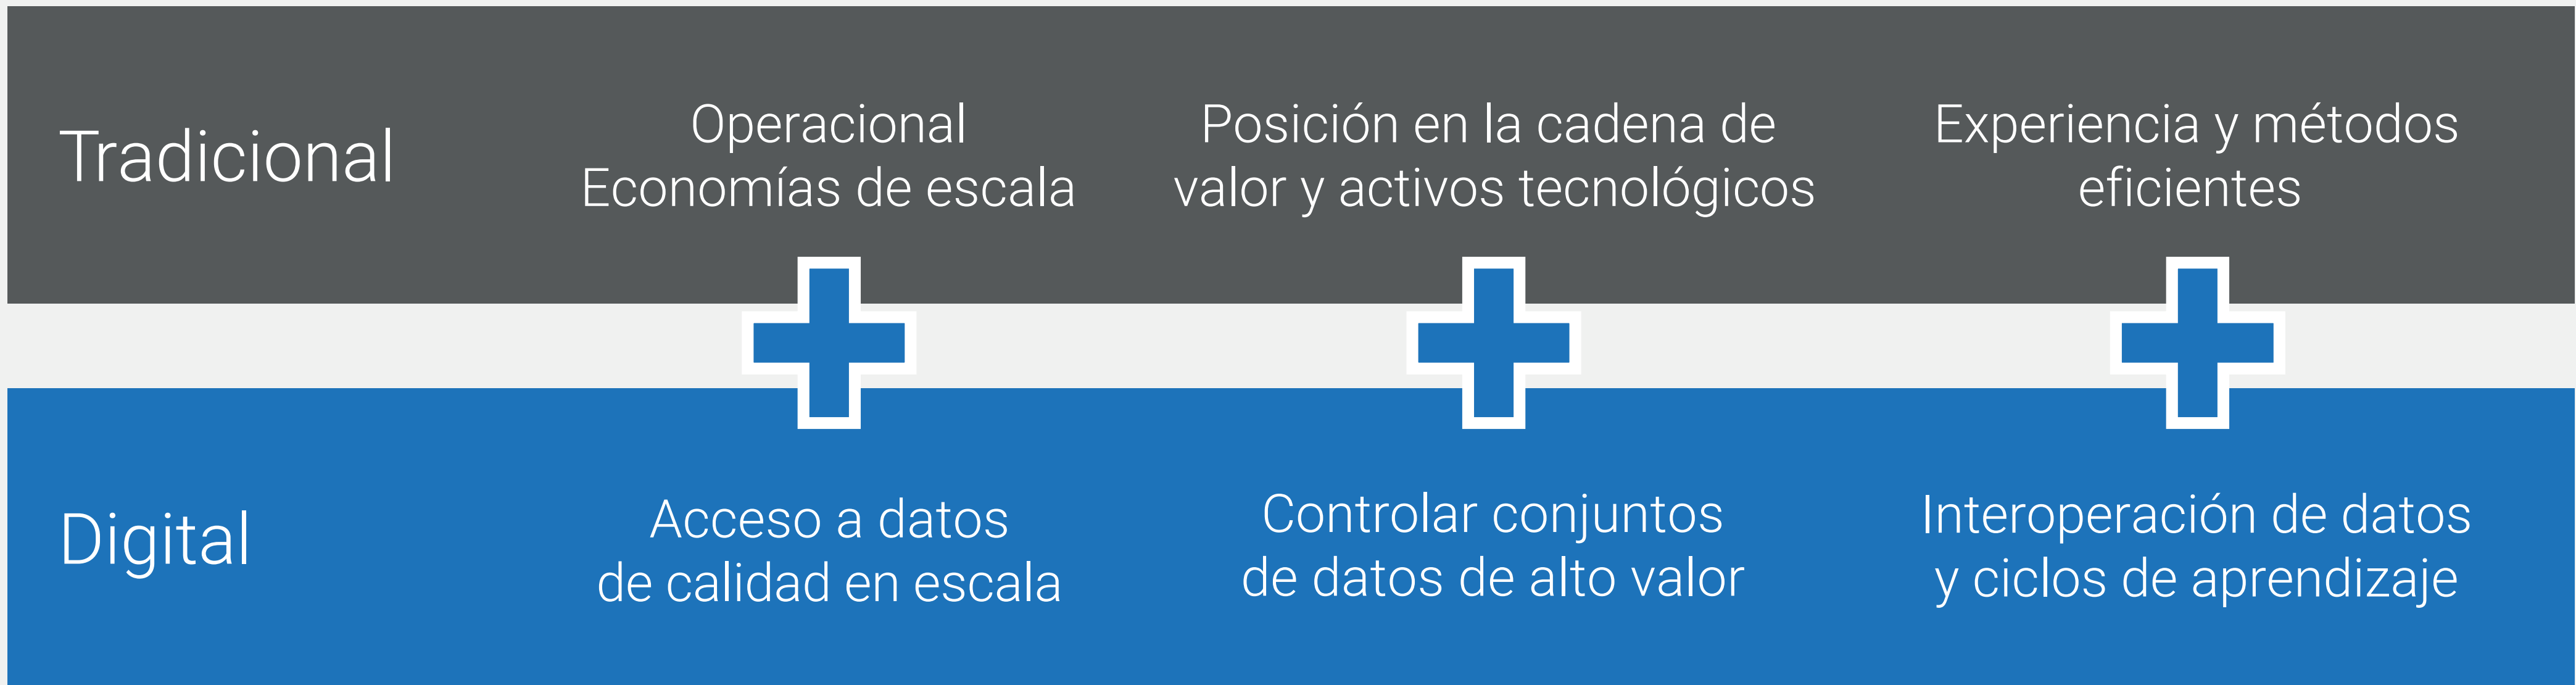 Tradicional
Operacional
Economías de escala
Posición en la cadena de
valor y activos tecnológicos
Experiencia y métodos
eficientes
Digital
Acceso a datos
de calidad en escala
Controlar conjuntos
de datos de alto valor
Interoperación de datos
y ciclos de aprendizaje